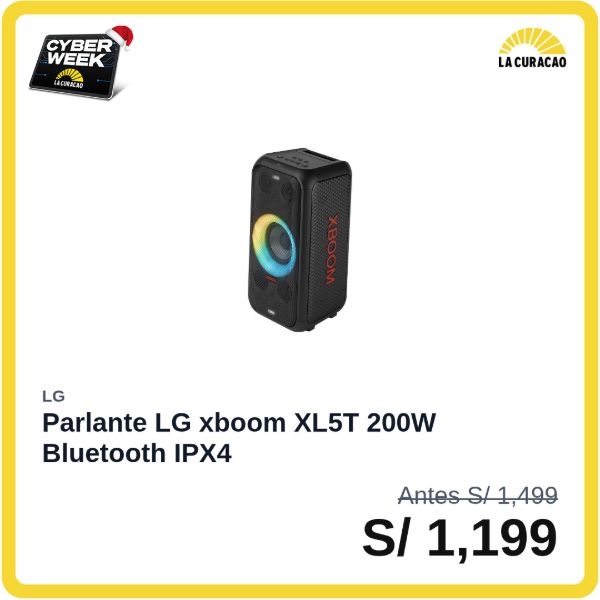 CYBER
WEEK
LA CURACAO
LA CURACAO
XBOOM
LG
Parlante LG xboom XL5T 200W
Bluetooth IPX4
Antes S/ 1,499
S/ 1,199